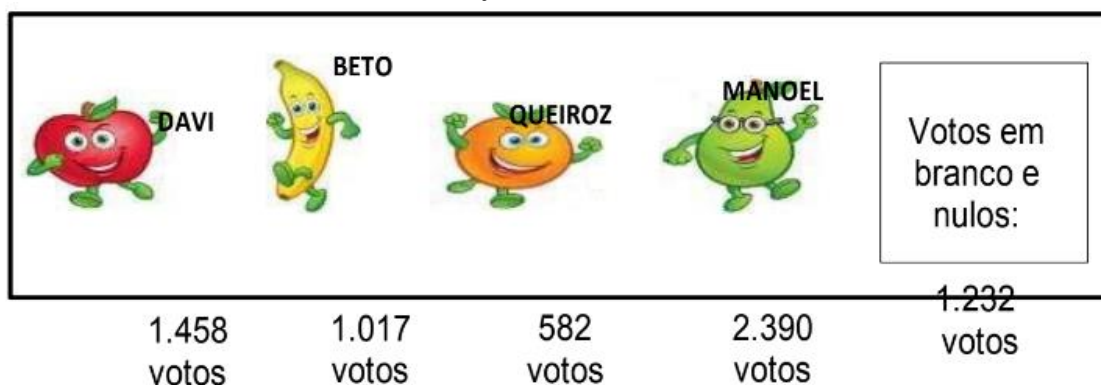 DAVI
BETO
QUEIROZ
MANOEL
Votos em
branco e
nulos:
1.458
votos
1.017
votos
582
votos
2.390
votos
1.232
votos